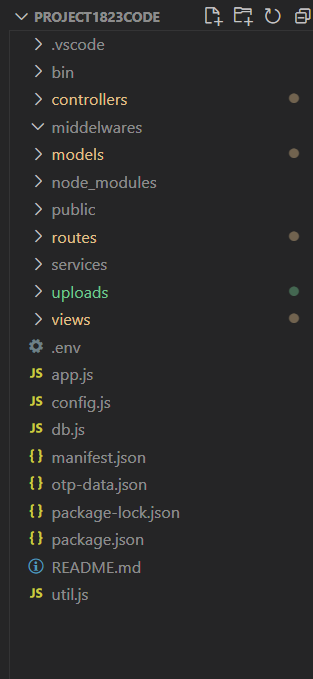 PROJECT1823CODE
.vscode
bin
controllers
middelwares
models
node_modules
public
routes
services
uploads
views
.env
JS app.js
JS config.js
JS db.js
{} manifest.json
{} otp-data.json
{} package-lock.json
{} package.json
README.md
JS util.js